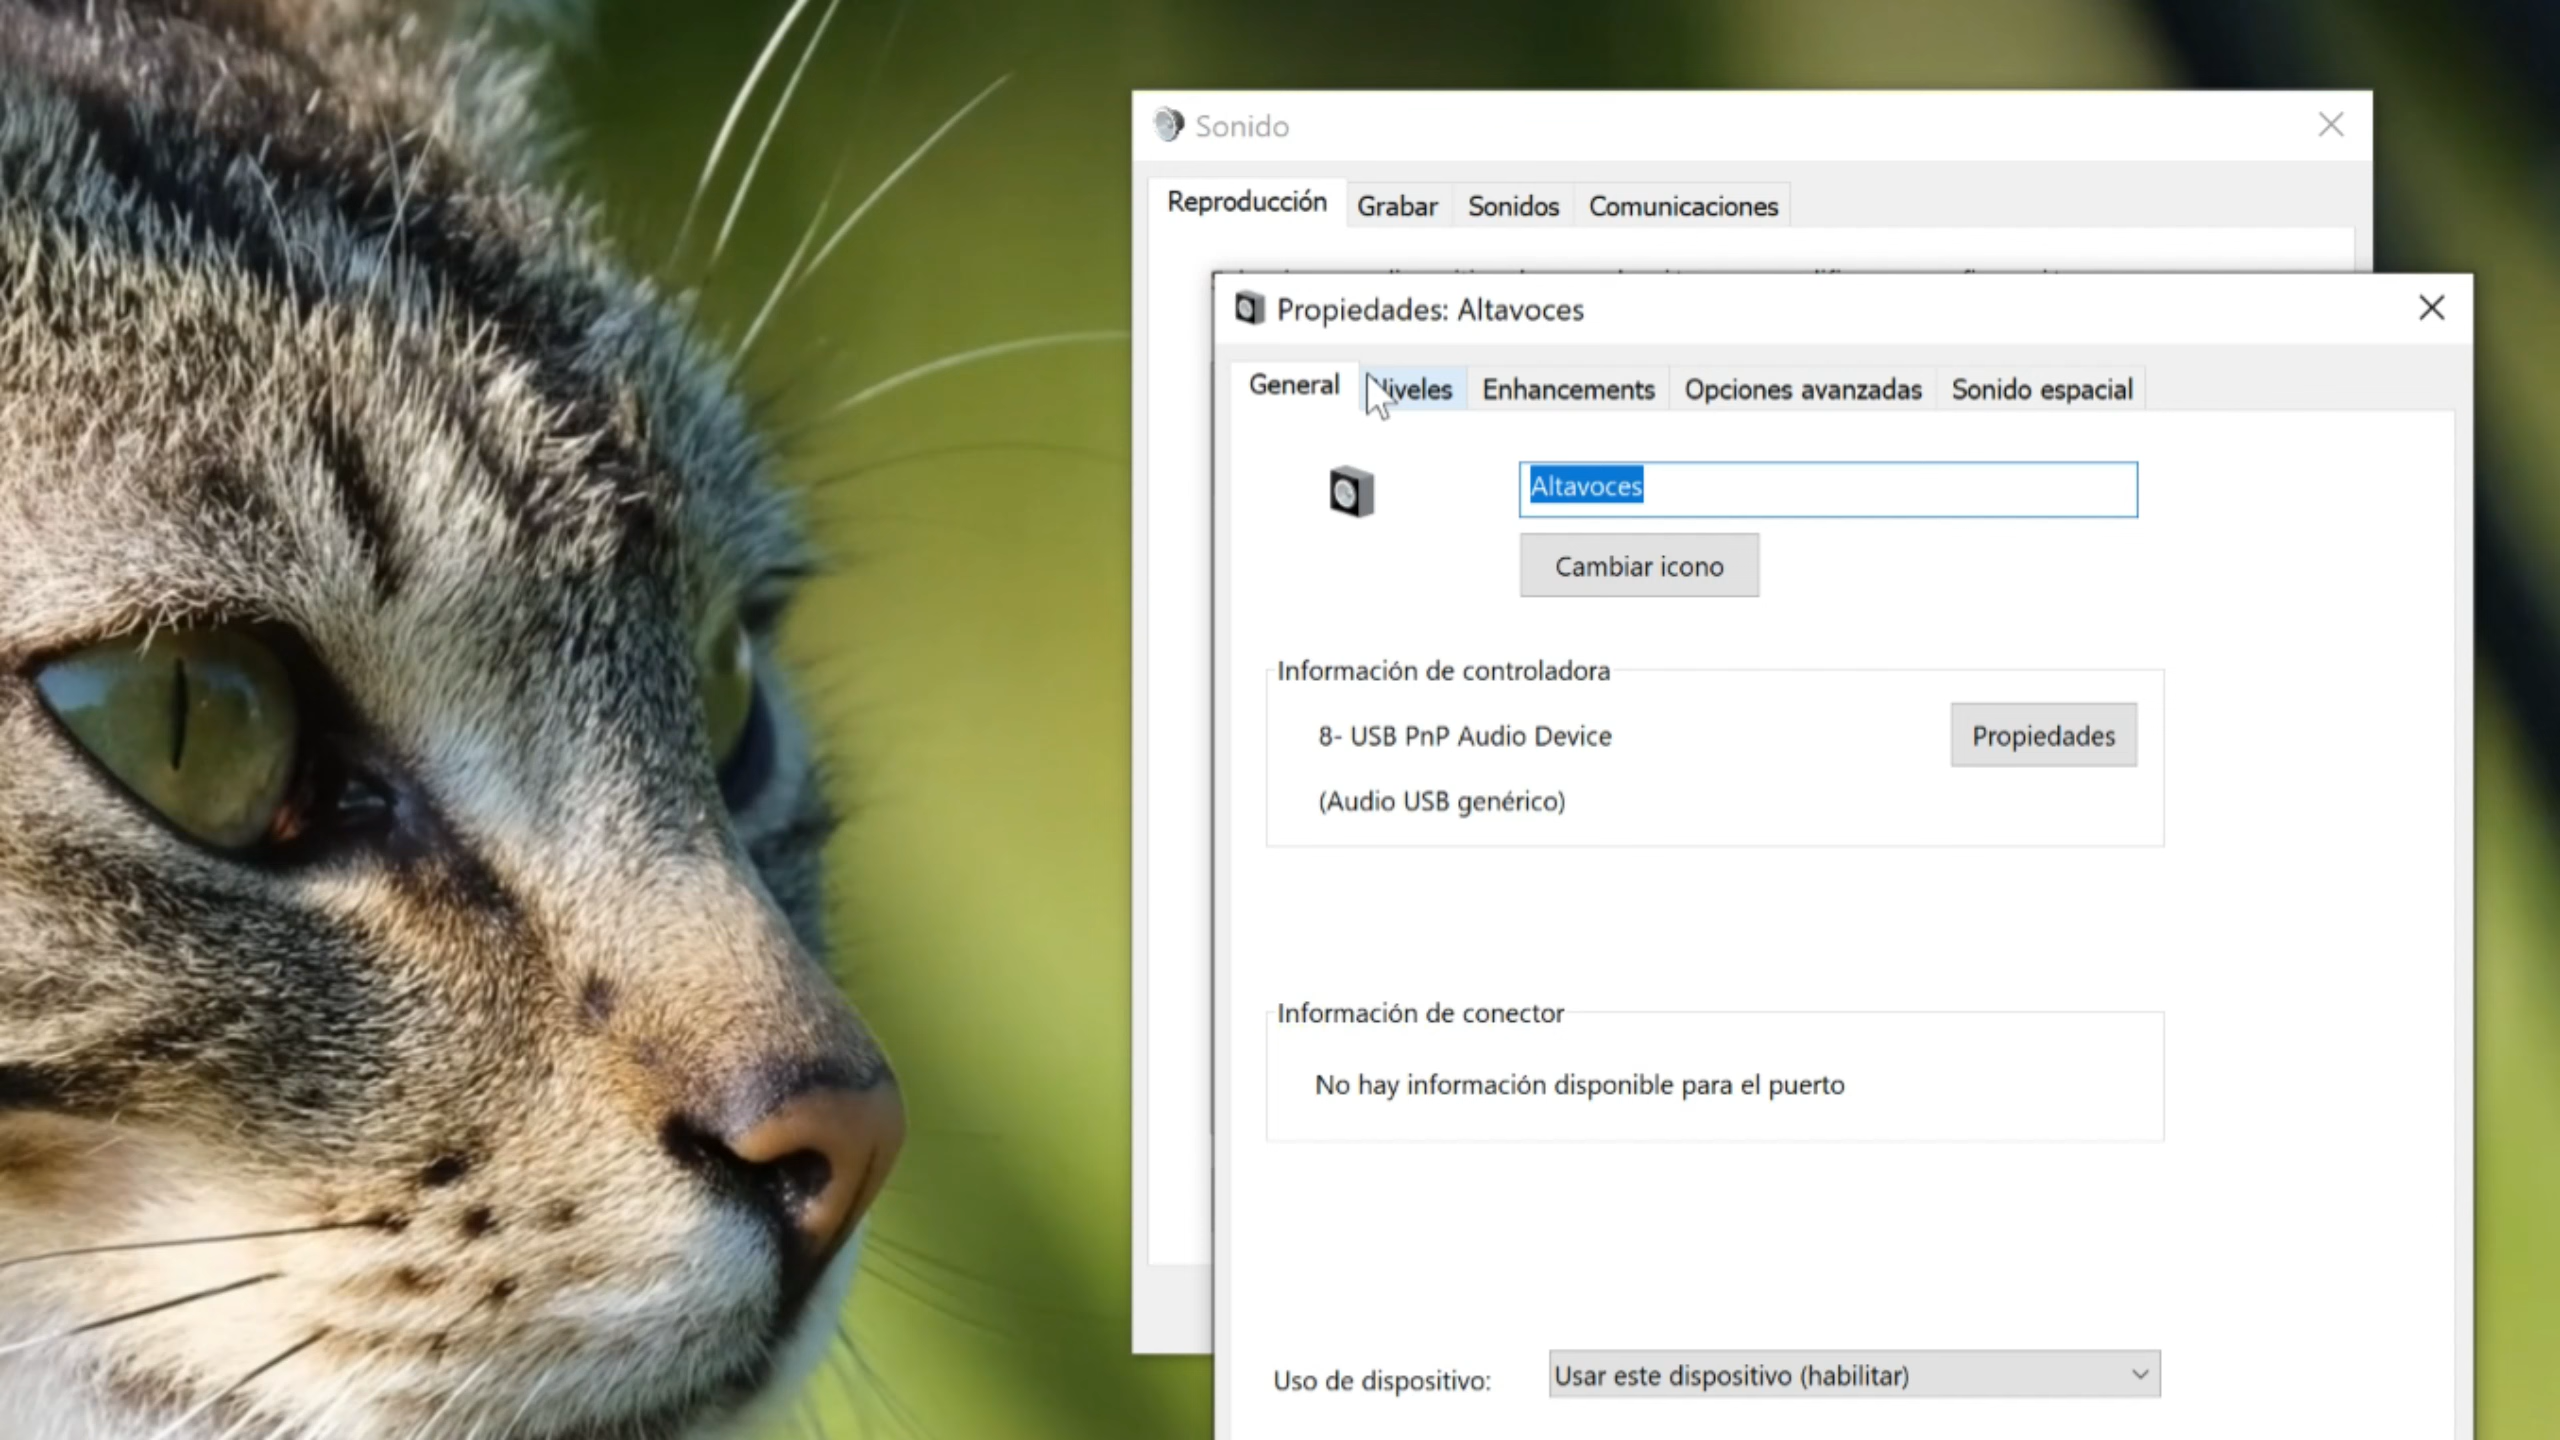 Sonido
Reproducción
Grabar
Sonidos
Comunicaciones
Propiedades: Altavoces
General
Niveles
Enhancements
Opciones avanzadas
Sonido espacial
Altavoces
Cambiar icono
Información de controladora
8- USB PnP Audio Device
Propiedades
(Audio USB genérico)
Información de conector
No hay información disponible para el puerto
Uso de dispositivo:
Usar este dispositivo (habilitar)